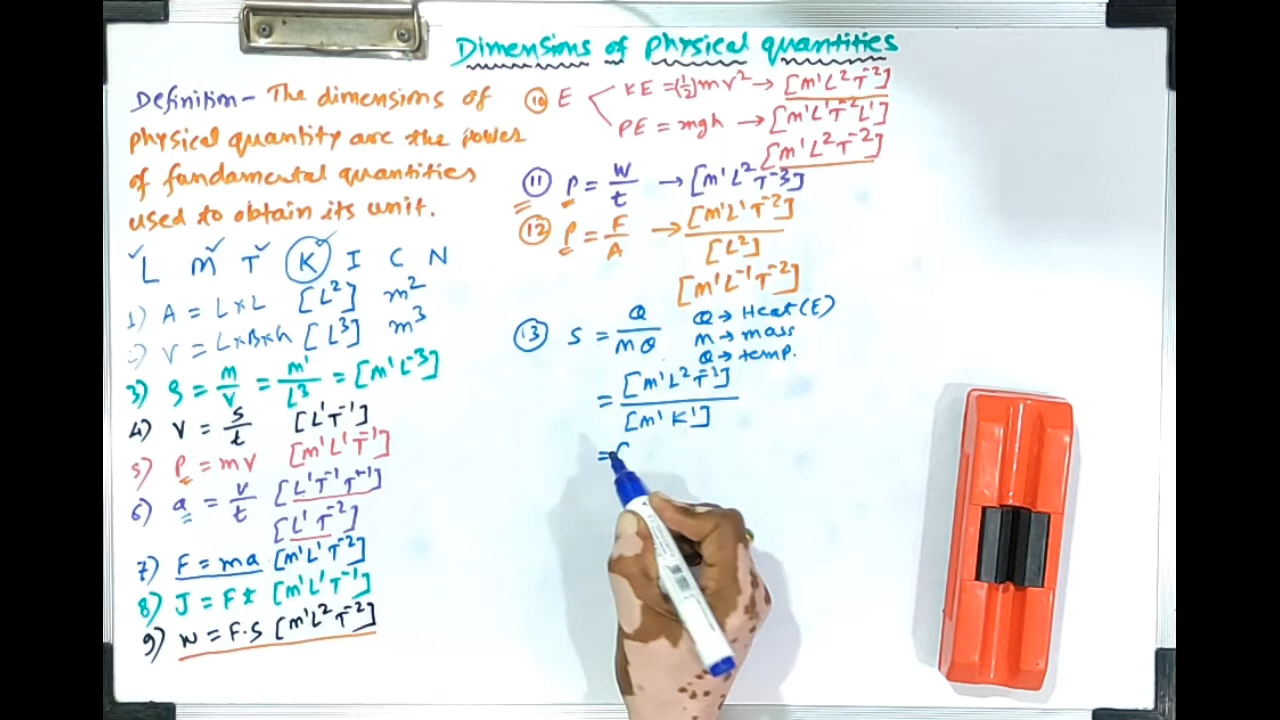 Dimensions of physical quantities
Definition - The dimensions of
physical quantity are the power
of fundamental quantities
used to obtain its unit.
L M T K I C N
1) A = L×L [L²] m²
2) V = L×B×h [L³] m³
3) ρ = m/V = m¹/L³ = [m¹L⁻³]
4) v = s/t [L¹T⁻¹]
5) P = mv [m¹L¹T⁻¹]
6) a = v/t [L¹T⁻¹T⁻¹]
[L¹T⁻²]
7) F = ma [m¹L¹T⁻²]
8) J = F t [m¹L¹T⁻¹]
9) W = F.S [m¹L²T⁻²]
10 E KE = (1/2)mv² → [m¹L²T⁻²]
PE = mgh → [m¹L¹T⁻²L¹]
[m¹L²T⁻²]
11 P = W/t → [m¹L²T⁻³]
12 P = F/A → [m¹L¹T⁻²]/[L²]
[m¹L⁻¹T⁻²]
13 S = Q/mθ Q → Heat(E)
m → mass
θ → temp.
= [m¹L²T⁻²]/[m¹K¹]
= [